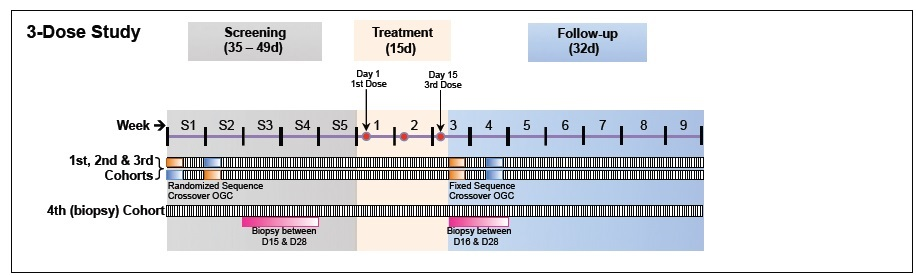 3-Dose Study
Screening
(35 – 49d)
Treatment
(15d)
Follow-up
(32d)
Day 1
1st Dose
Day 15
3rd Dose
Week S1 S2 S3 S4 S5 1 2 3 4 5 6 7 8 9
1st, 2nd & 3rd
Cohorts
Randomized Sequence
Crossover OGC
Fixed Sequence
Crossover OGC
4th (biopsy) Cohort
Biopsy between
D15 & D28
Biopsy between
D16 & D28